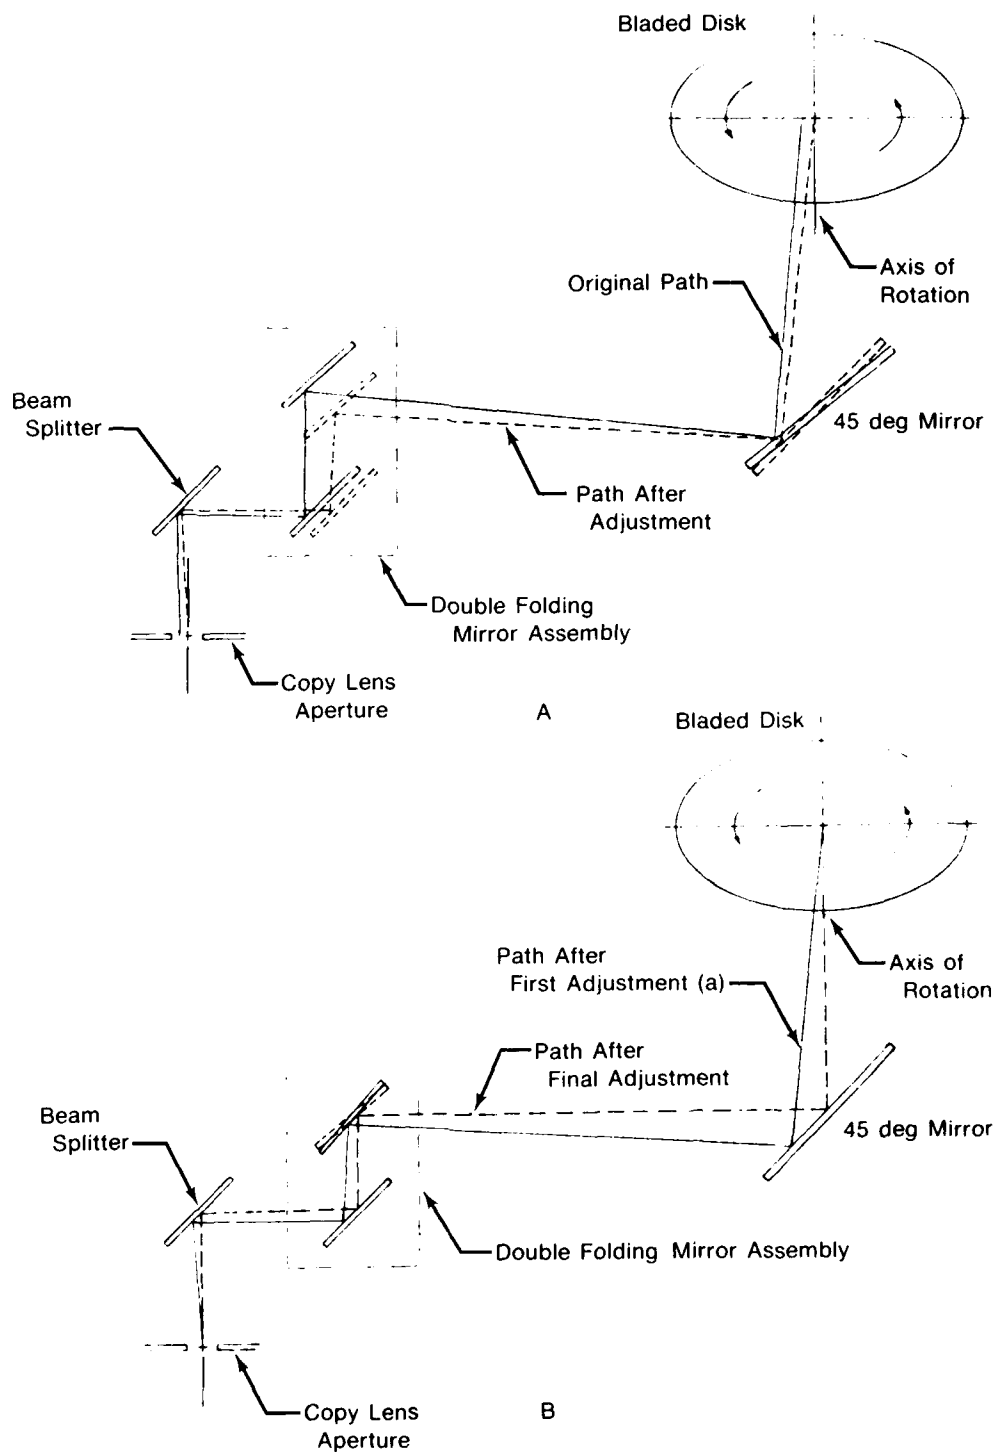 Bladed Disk
Axis of
Rotation
Original Path
Beam
Splitter
45 deg Mirror
Path After
Adjustment
Double Folding
Mirror Assembly
Copy Lens
Aperture
A
Bladed Disk
Path After
First Adjustment (a)
Axis of
Rotation
Path After
Final Adjustment
Beam
Splitter
45 deg Mirror
Double Folding Mirror Assembly
Copy Lens
Aperture
B